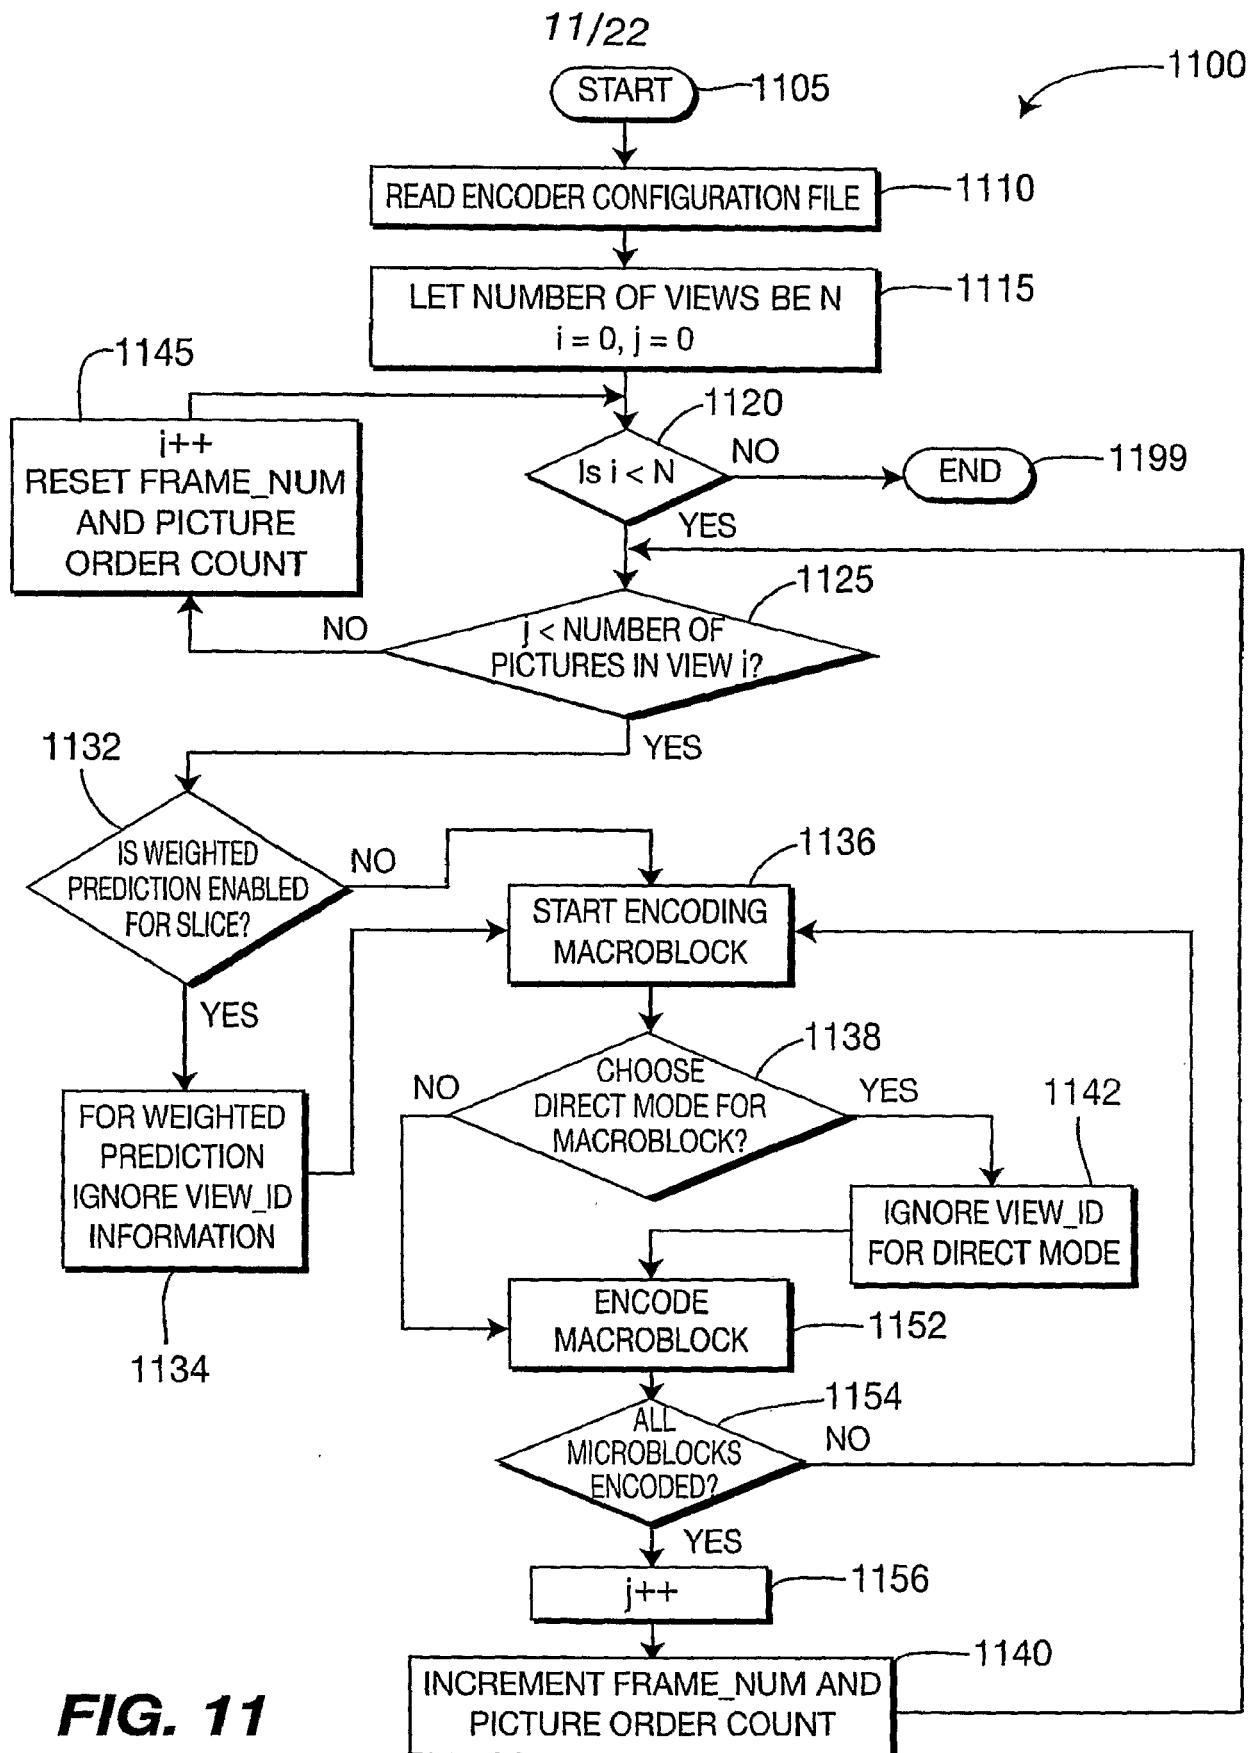 11/22
START
1105
1100
READ ENCODER CONFIGURATION FILE
1110
LET NUMBER OF VIEWS BE N
i = 0, j = 0
1115
1145
i++
RESET FRAME_NUM
AND PICTURE
ORDER COUNT
1120
Is i < N
NO
END
1199
YES
1125
j < NUMBER OF
PICTURES IN VIEW i?
NO
YES
1132
IS WEIGHTED
PREDICTION ENABLED
FOR SLICE?
NO
YES
1136
START ENCODING
MACROBLOCK
1138
CHOOSE
DIRECT MODE FOR
MACROBLOCK?
NO
YES
1142
FOR WEIGHTED
PREDICTION
IGNORE VIEW_ID
INFORMATION
1134
IGNORE VIEW_ID
FOR DIRECT MODE
ENCODE
MACROBLOCK
1152
1154
ALL
MICROBLOCKS
ENCODED?
NO
YES
j++
1156
1140
INCREMENT FRAME_NUM AND
PICTURE ORDER COUNT
FIG. 11